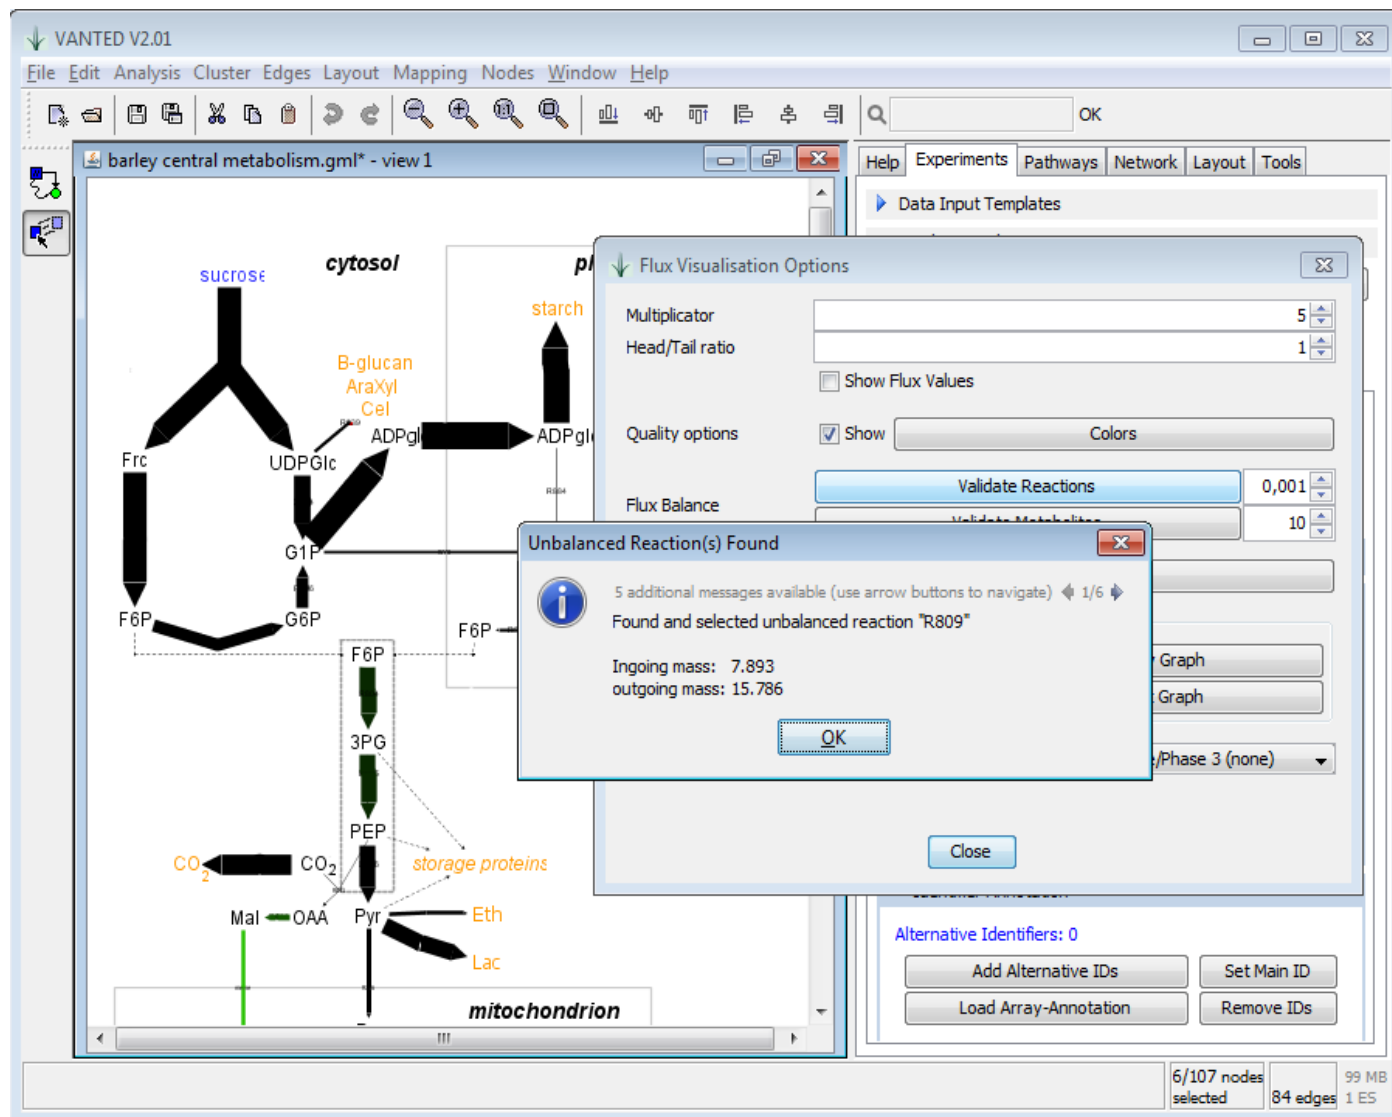 VANTED V2.01
File Edit Analysis Cluster Edges Layout Mapping Nodes Window Help
OK
barley central metabolism.gml* - view 1
Help Experiments Pathways Network Layout Tools
Data Input Templates
cytosol
sucrose
starch
B-glucan
AraXyl
Cel
ADPglc
Frc
UDPGlc
G1P
F6P
G6P
F6P
F6P
3PG
PEP
CO2
CO2
storage proteins
Mal
OAA
Pyr
Eth
Lac
mitochondrion
Flux Visualisation Options
Multiplicator 5
Head/Tail ratio 1
Show Flux Values
Quality options Show Colors
Validate Reactions 0,001
Flux Balance
Validate Metabolites 10
Graph
Graph
/Phase 3 (none)
Close
Unbalanced Reaction(s) Found
5 additional messages available (use arrow buttons to navigate) 1/6
Found and selected unbalanced reaction "R809"
Ingoing mass: 7.893
outgoing mass: 15.786
OK
Alternative Identifiers: 0
Add Alternative IDs Set Main ID
Load Array-Annotation Remove IDs
6/107 nodes
selected
84 edges
99 MB
1 ES